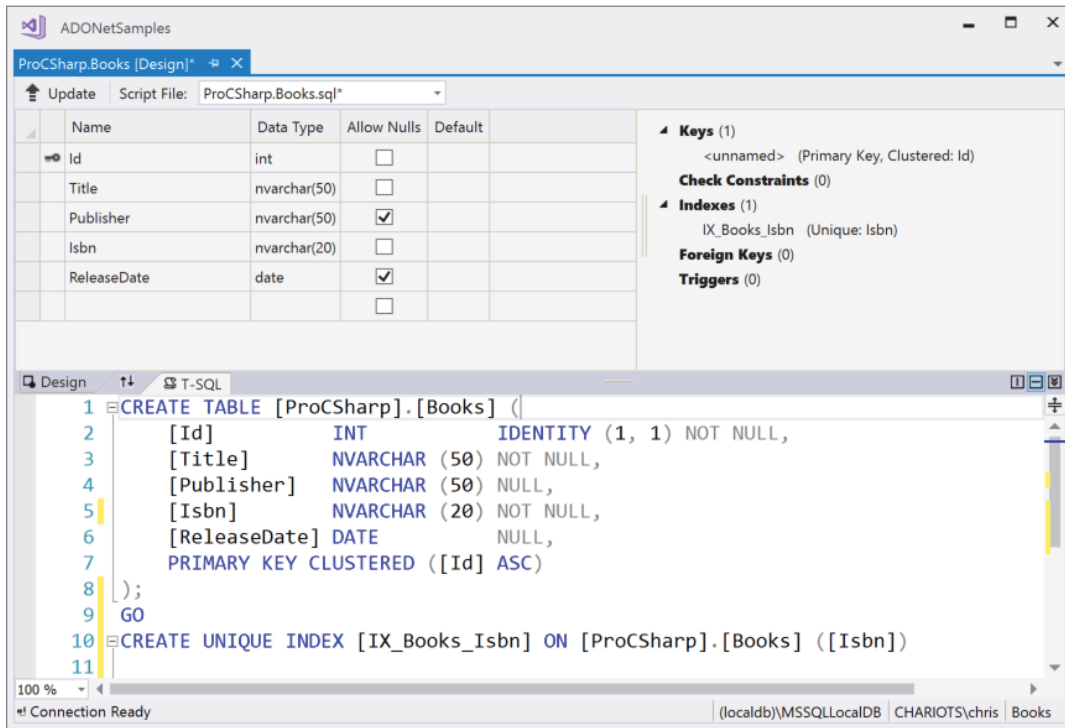 ADONetSamples
ProCSharp.Books [Design]*
Update Script File: ProCSharp.Books.sql*
Name Data Type Allow Nulls Default
Id int
Title nvarchar(50)
Publisher nvarchar(50)
Isbn nvarchar(20)
ReleaseDate date
Keys (1)
<unnamed> (Primary Key, Clustered: Id)
Check Constraints (0)
Indexes (1)
IX_Books_Isbn (Unique: Isbn)
Foreign Keys (0)
Triggers (0)
Design T-SQL
1 CREATE TABLE [ProCSharp].[Books] (
2 [Id] INT IDENTITY (1, 1) NOT NULL,
3 [Title] NVARCHAR (50) NOT NULL,
4 [Publisher] NVARCHAR (50) NULL,
5 [Isbn] NVARCHAR (20) NOT NULL,
6 [ReleaseDate] DATE NULL,
7 PRIMARY KEY CLUSTERED ([Id] ASC)
8 );
9 GO
10 CREATE UNIQUE INDEX [IX_Books_Isbn] ON [ProCSharp].[Books] ([Isbn])
11
100 %
Connection Ready (localdb)\MSSQLLocalDB CHARIOTS\chris Books